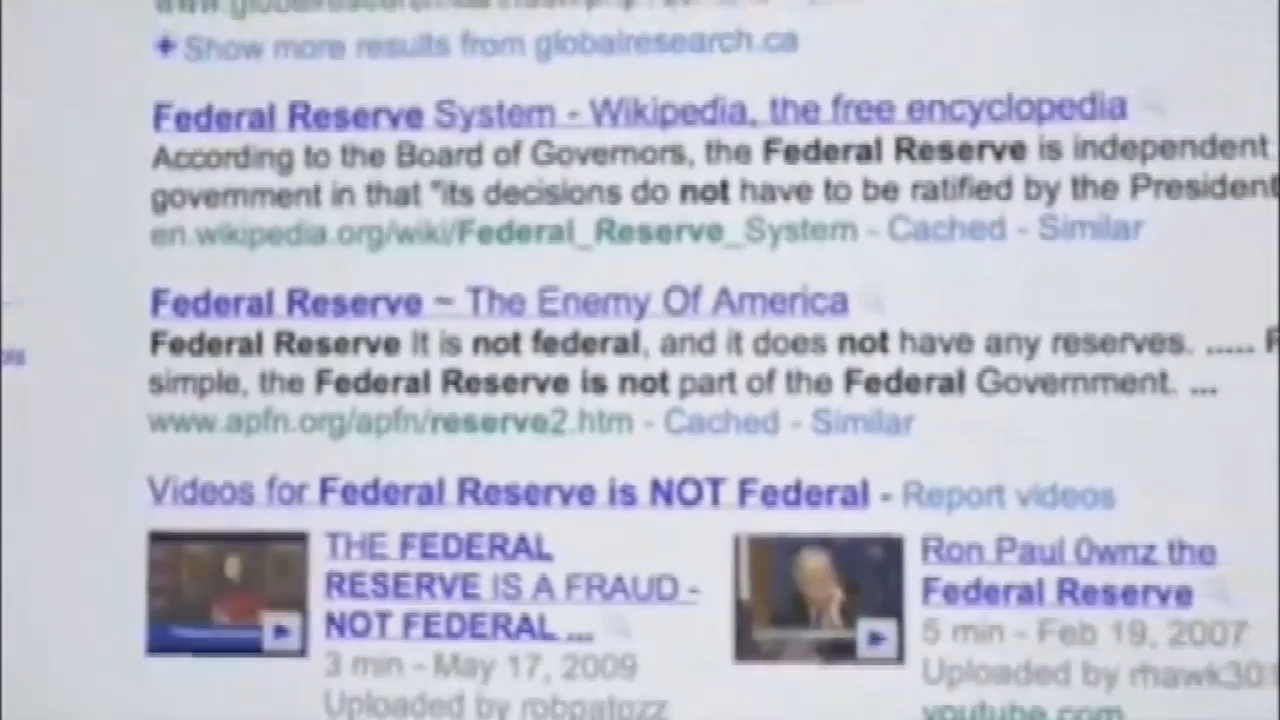 + Show more results from globalresearch.ca
Federal Reserve System - Wikipedia, the free encyclopedia
According to the Board of Governors, the Federal Reserve is independent
government in that "its decisions do not have to be ratified by the President
en.wikipedia.org/wiki/Federal_Reserve_System - Cached - Similar
Federal Reserve ~ The Enemy Of America
Federal Reserve It is not federal, and it does not have any reserves. ......
simple, the Federal Reserve is not part of the Federal Government. ...
www.apfn.org/apfn/reserve2.htm - Cached - Similar
Videos for Federal Reserve is NOT Federal - Report videos
THE FEDERAL
RESERVE IS A FRAUD -
NOT FEDERAL ...
3 min - May 17, 2009
Uploaded by
Ron Paul 0wnz the
Federal Reserve
5 min - Feb 19, 2007
Uploaded by rhawk301
youtube.com